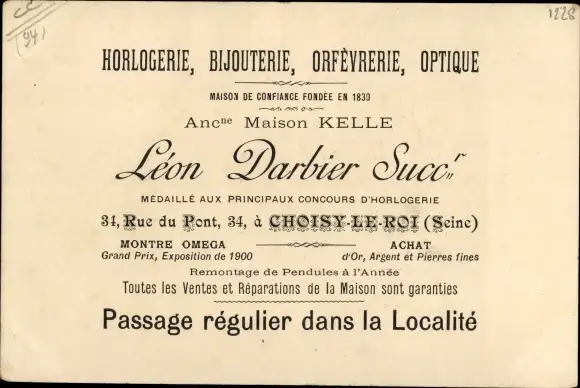 (94)
1226
HORLOGERIE, BIJOUTERIE, ORFÈVRERIE, OPTIQUE
MAISON DE CONFIANCE FONDÉE EN 1830
Ancne Maison KELLE
Léon Darbier Succr
MÉDAILLÉ AUX PRINCIPAUX CONCOURS D'HORLOGERIE
34, Rue du Pont, 34, à CHOISY-LE-ROI (Seine)
MONTRE OMEGA
Grand Prix, Exposition de 1900
ACHAT
d'Or, Argent et Pierres fines
Remontage de Pendules à l'Année
Toutes les Ventes et Réparations de la Maison sont garanties
Passage régulier dans la Localité